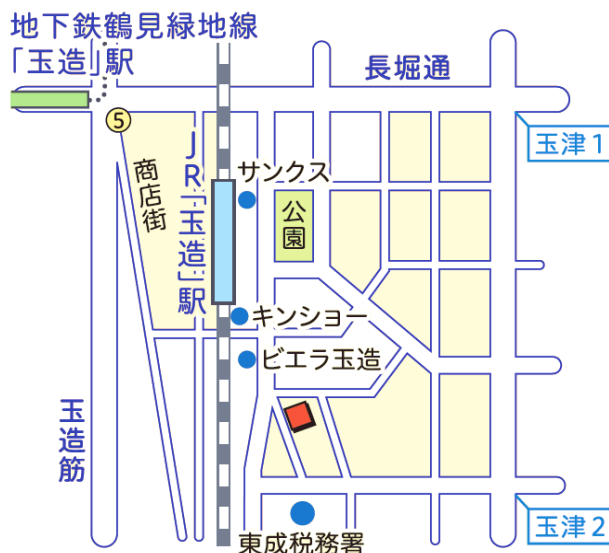 地下鉄鶴見緑地線
「玉造」駅
長堀通
⑤
玉津1
商店街
JR「玉造」駅
サンクス
公園
キンショー
ビエラ玉造
玉造筋
玉津2
東成税務署